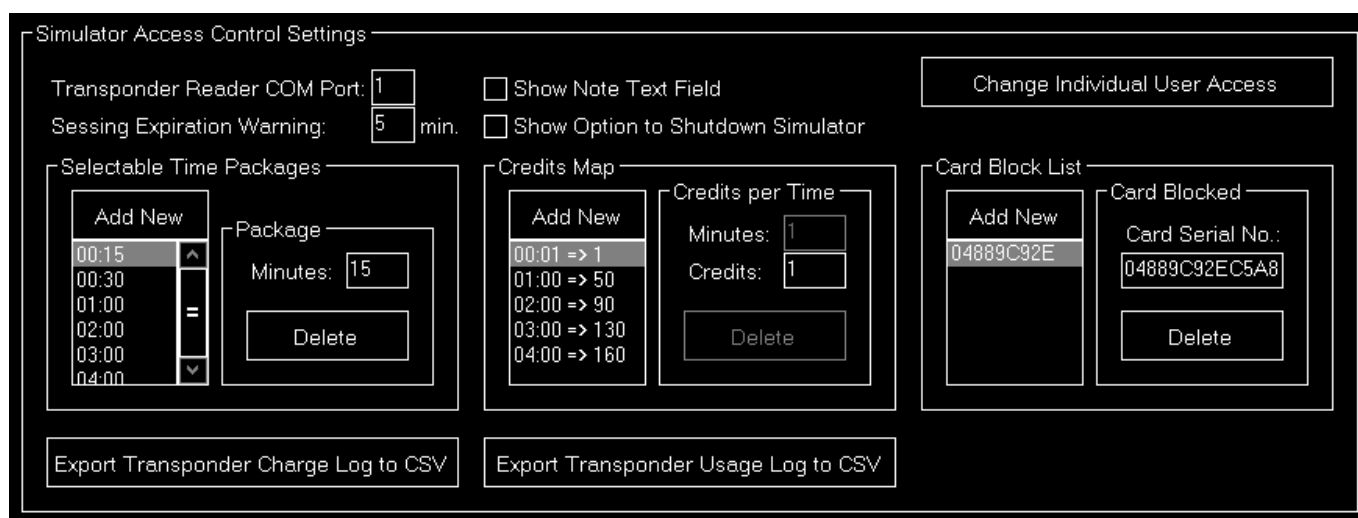 Simulator Access Control Settings
Transponder Reader COM Port: 1
Show Note Text Field
Change Individual User Access
Sessing Expiration Warning: 5 min.
Show Option to Shutdown Simulator
Selectable Time Packages
Add New
00:15
00:30
01:00
02:00
03:00
04:00
Package
Minutes: 15
Delete
Credits Map
Add New
00:01 => 1
01:00 => 50
02:00 => 90
03:00 => 130
04:00 => 160
Credits per Time
Minutes: 1
Credits: 1
Delete
Card Block List
Add New
04889C92E
Card Blocked
Card Serial No.:
04889C92EC5A8
Delete
Export Transponder Charge Log to CSV
Export Transponder Usage Log to CSV